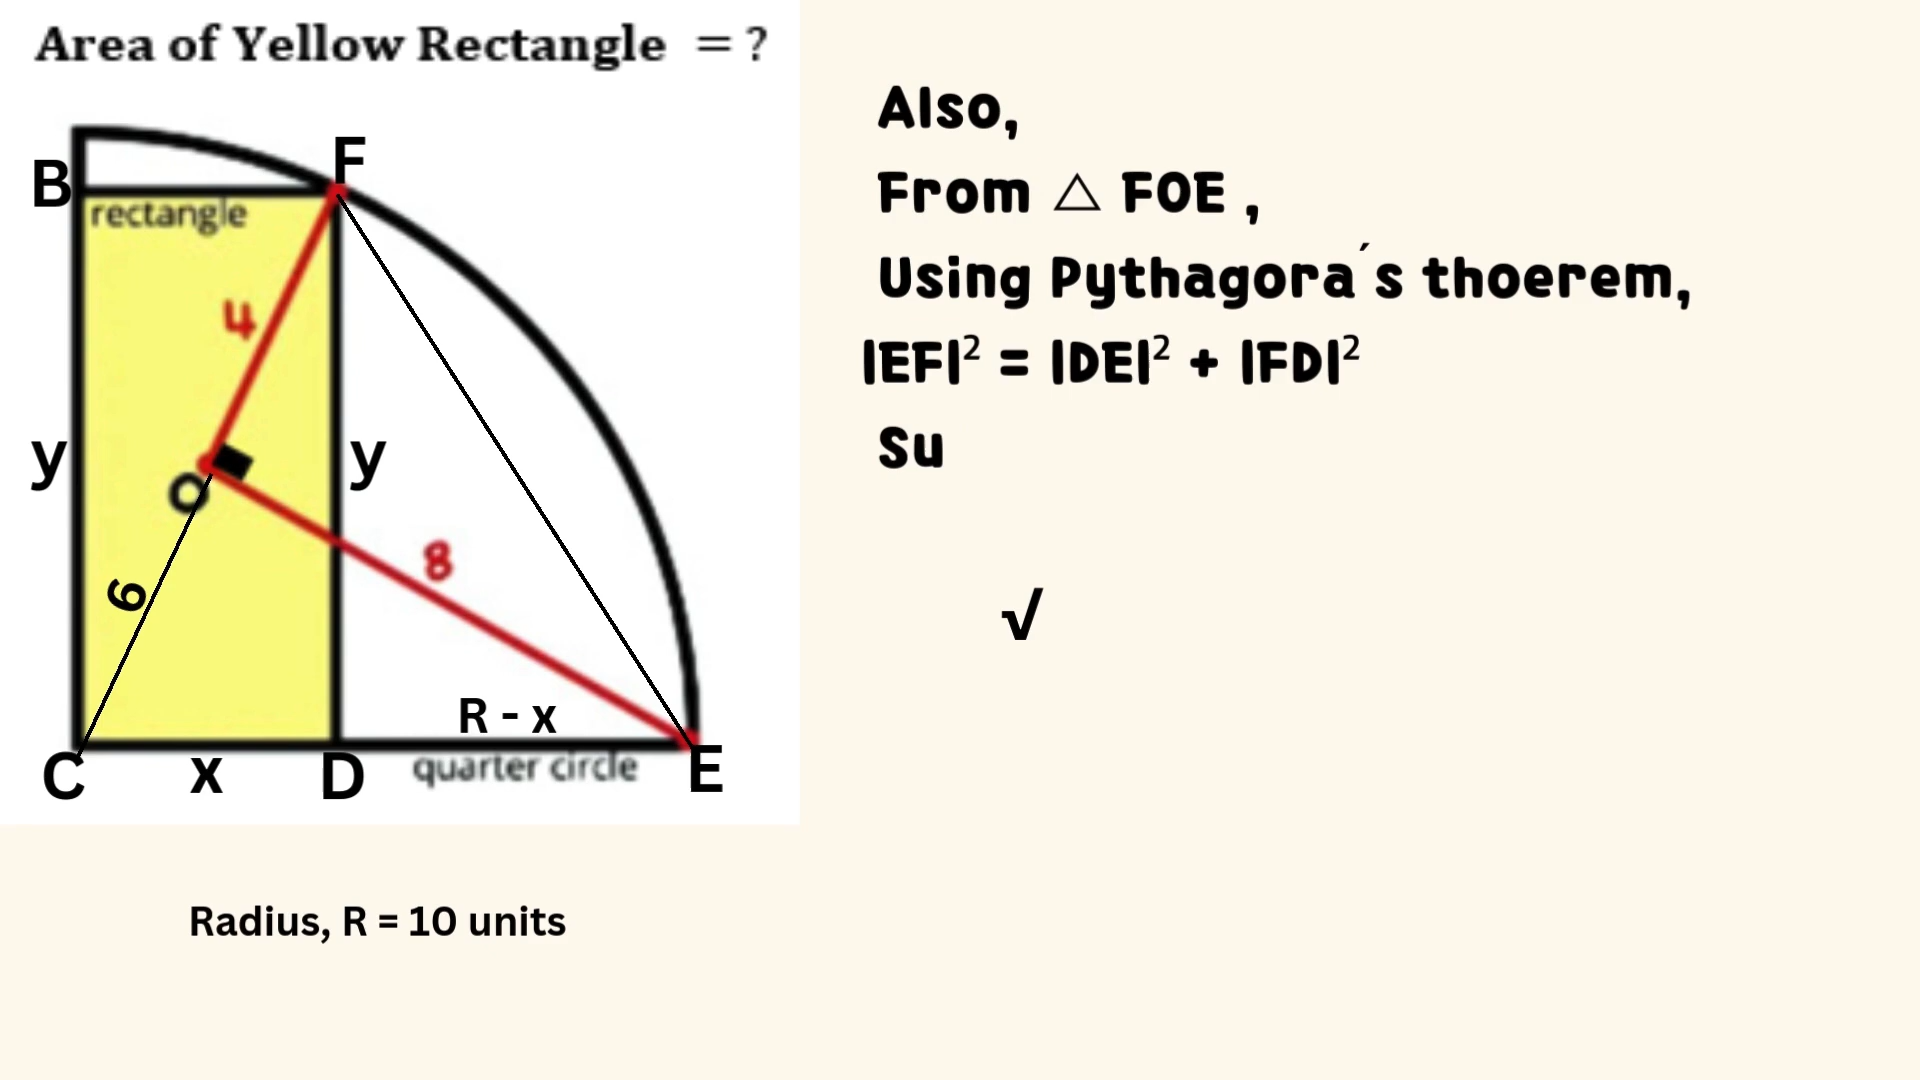 Area of Yellow Rectangle = ?
B
F
rectangle
4
y
y
O
8
6
R - x
C
x
D
quarter circle
E
Radius, R = 10 units
Also,
From △ FOE ,
Using Pythagora´s thoerem,
|EF|² = |DE|² + |FD|²
Su
√